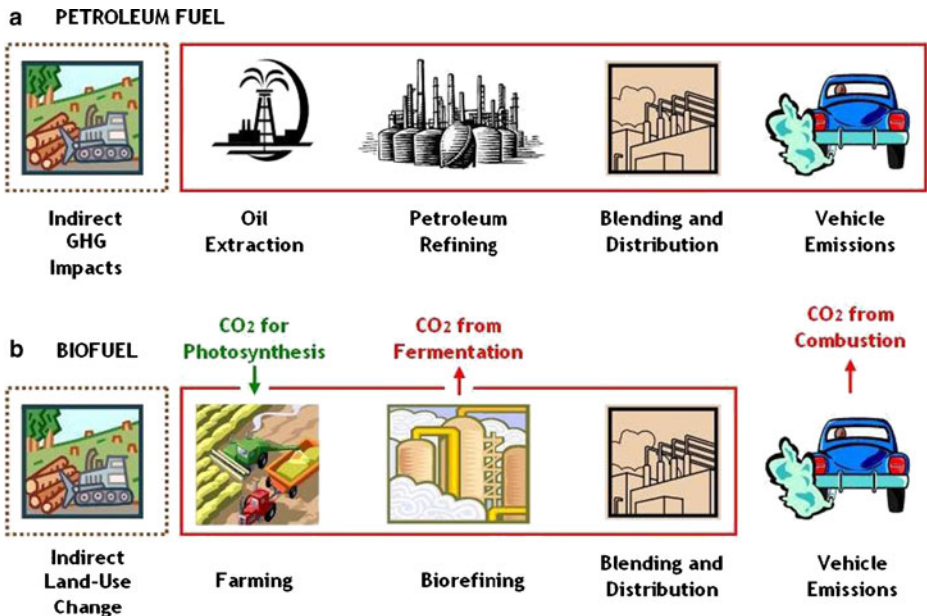 a PETROLEUM FUEL
Indirect
GHG
Impacts
Oil
Extraction
Petroleum
Refining
Blending and
Distribution
Vehicle
Emissions
b BIOFUEL
CO2 for
Photosynthesis
CO2 from
Fermentation
CO2 from
Combustion
Indirect
Land-Use
Change
Farming
Biorefining
Blending and
Distribution
Vehicle
Emissions